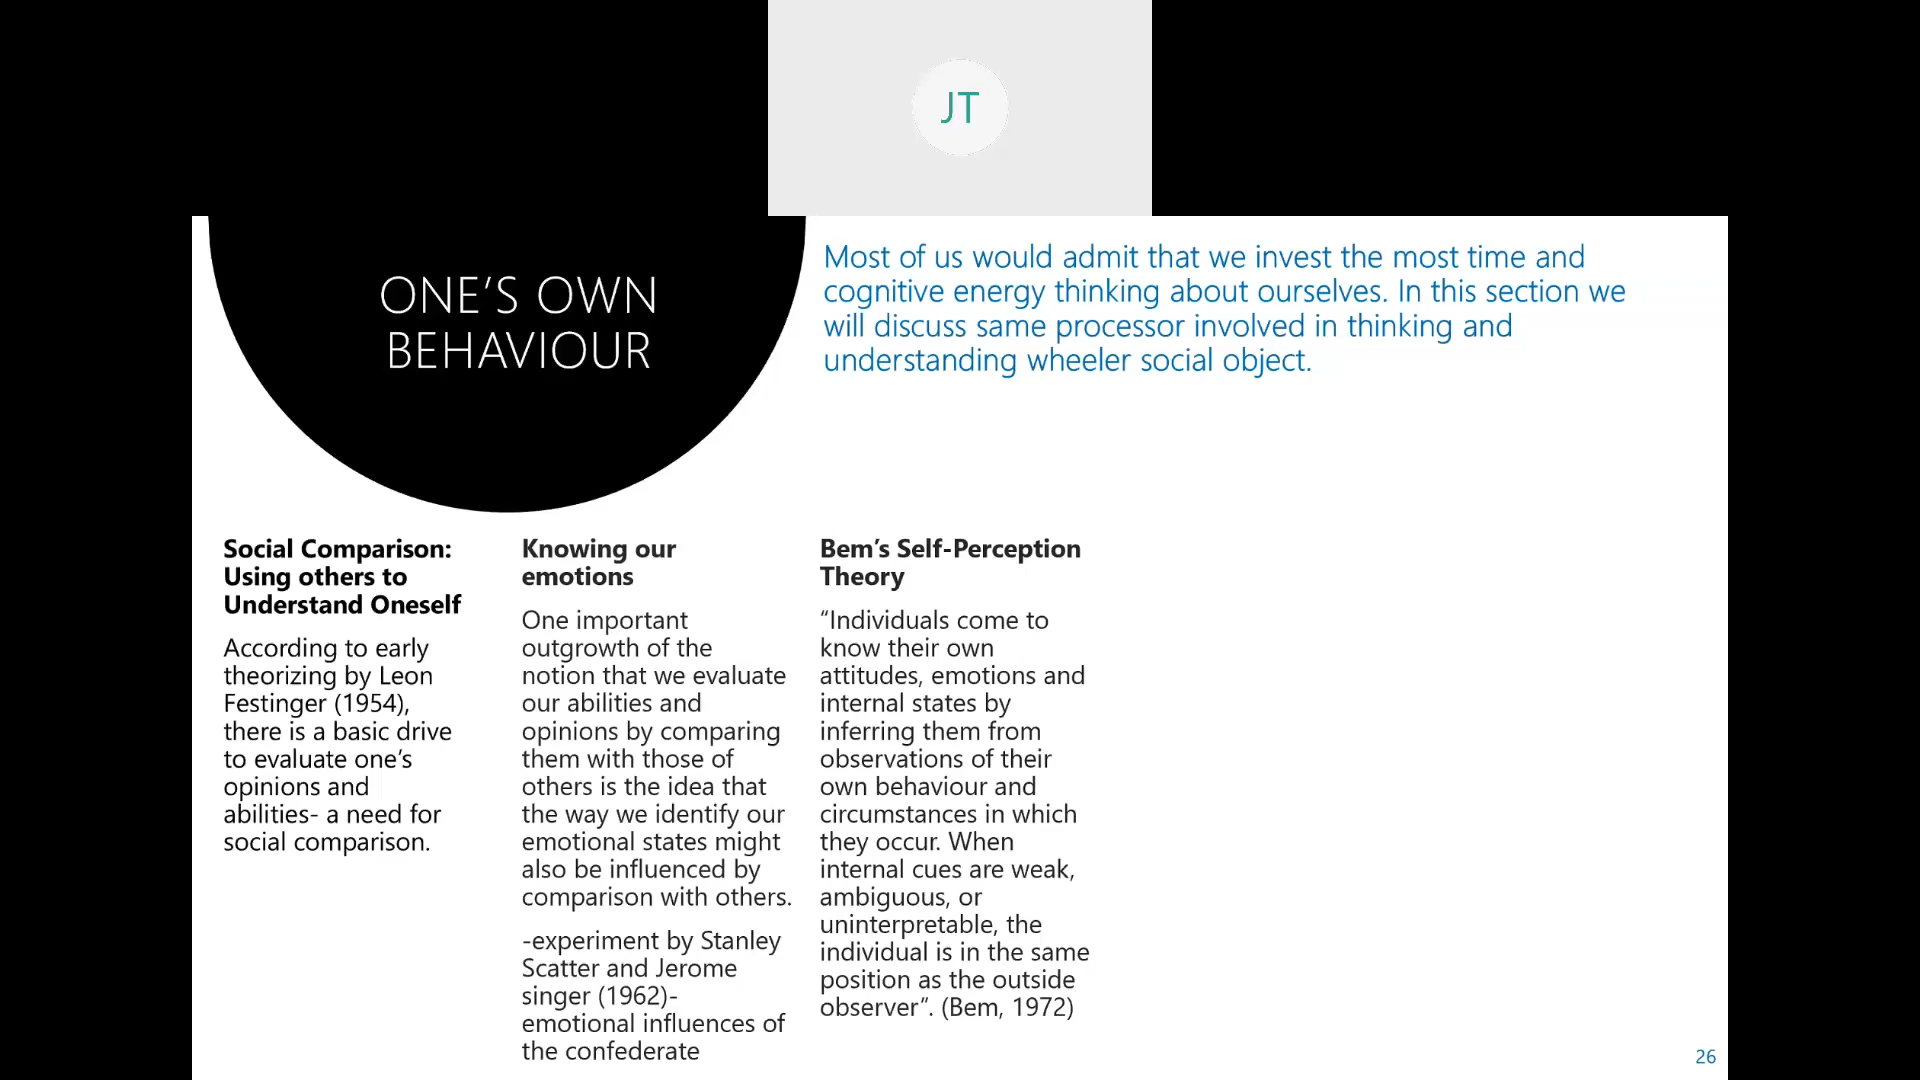 JT
ONE’S OWN
BEHAVIOUR
Most of us would admit that we invest the most time and
cognitive energy thinking about ourselves. In this section we
will discuss same processor involved in thinking and
understanding wheeler social object.
Social Comparison:
Using others to
Understand Oneself
According to early
theorizing by Leon
Festinger (1954),
there is a basic drive
to evaluate one’s
opinions and
abilities- a need for
social comparison.
Knowing our
emotions
One important
outgrowth of the
notion that we evaluate
our abilities and
opinions by comparing
them with those of
others is the idea that
the way we identify our
emotional states might
also be influenced by
comparison with others.
-experiment by Stanley
Scatter and Jerome
singer (1962)-
emotional influences of
the confederate
Bem’s Self-Perception
Theory
“Individuals come to
know their own
attitudes, emotions and
internal states by
inferring them from
observations of their
own behaviour and
circumstances in which
they occur. When
internal cues are weak,
ambiguous, or
uninterpretable, the
individual is in the same
position as the outside
observer”. (Bem, 1972)
26